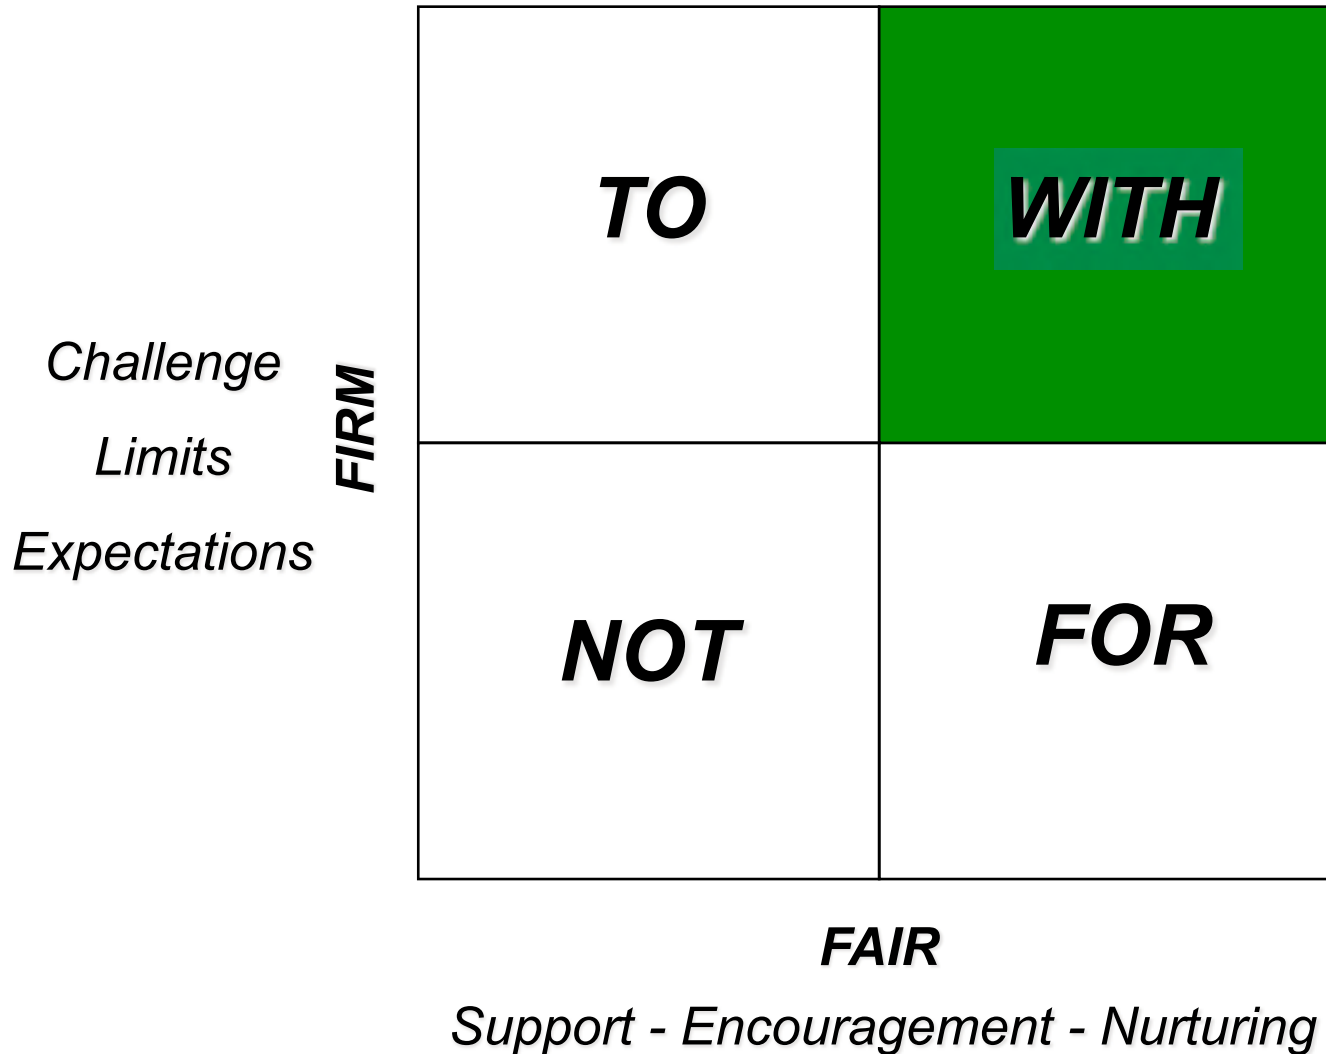 TO
WITH
Challenge
Limits
Expectations
FIRM
NOT
FOR
FAIR
Support - Encouragement - Nurturing